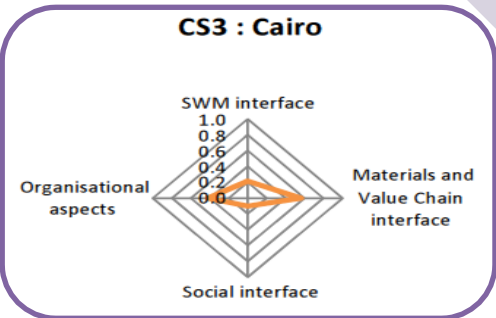 CS3 : Cairo
SWM interface
1.0
0.8
0.6
0.4
0.2
0.0
Organisational
aspects
Materials and
Value Chain
interface
Social interface